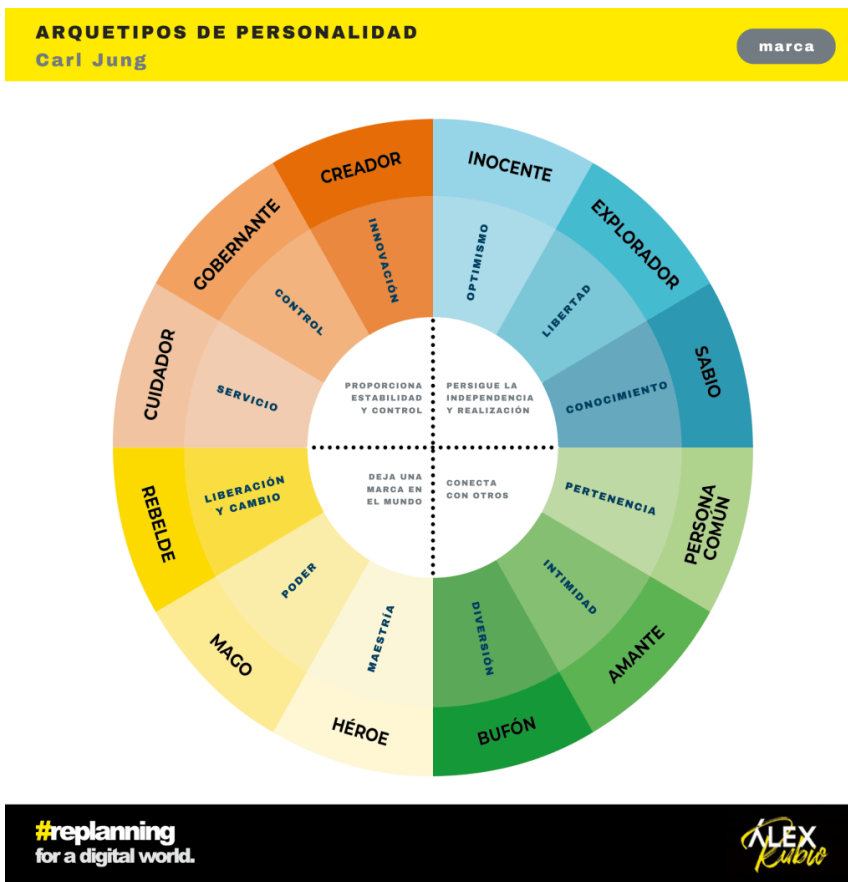 ARQUETIPOS DE PERSONALIDAD
Carl Jung
marca
CREADOR
INNOVACIÓN
INOCENTE
OPTIMISMO
EXPLORADOR
LIBERTAD
SABIO
CONOCIMIENTO
PERSONA
COMÚN
PERTENENCIA
AMANTE
INTIMIDAD
BUFÓN
DIVERSIÓN
HÉROE
MAESTRÍA
MAGO
PODER
REBELDE
LIBERACIÓN
Y CAMBIO
CUIDADOR
SERVICIO
GOBERNANTE
CONTROL
PROPORCIONA
ESTABILIDAD
Y CONTROL
PERSIGUE LA
INDEPENDENCIA
Y REALIZACIÓN
DEJA UNA
MARCA EN
EL MUNDO
CONECTA
CON OTROS
#replanning
for a digital world.
ÁLEX
Rubio